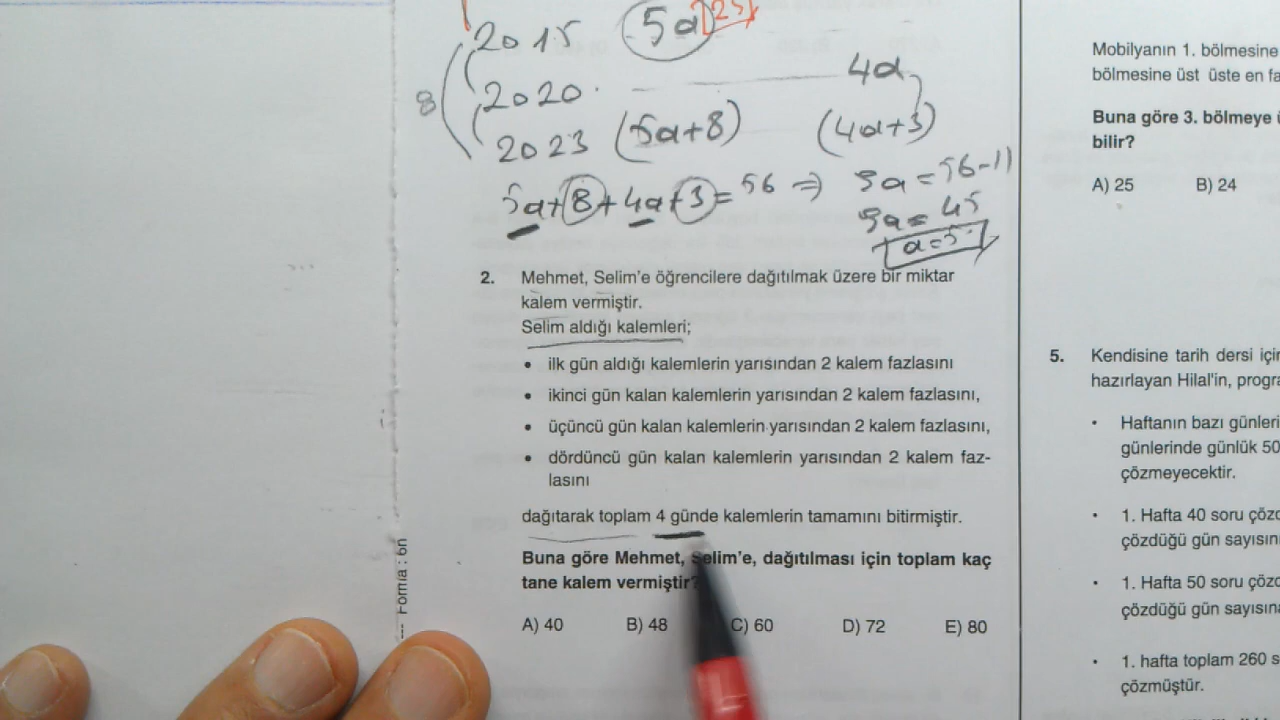 2015 5a 25
8 2020 4a
2023 (5a+8) (4a+3)
5a+8+4a+3=56 ⇒ 9a=56-11
9a=45
a=5
2. Mehmet, Selim'e öğrencilere dağıtılmak üzere bir miktar
kalem vermiştir.
Selim aldığı kalemleri;
• ilk gün aldığı kalemlerin yarısından 2 kalem fazlasını
• ikinci gün kalan kalemlerin yarısından 2 kalem fazlasını,
• üçüncü gün kalan kalemlerin yarısından 2 kalem fazlasını,
• dördüncü gün kalan kalemlerin yarısından 2 kalem faz-
lasını
dağıtarak toplam 4 günde kalemlerin tamamını bitirmiştir.
Buna göre Mehmet, Selim'e, dağıtılması için toplam kaç
tane kalem vermiştir?
A) 40 B) 48 C) 60 D) 72 E) 80
Mobilyanın 1. bölmesine
bölmesine üst üste en fa
Buna göre 3. bölmeye ü
bilir?
A) 25 B) 24
5. Kendisine tarih dersi için
hazırlayan Hilal'in, progra
• Haftanın bazı günleri
günlerinde günlük 50
çözmeyecektir.
• 1. Hafta 40 soru çözd
çözdüğü gün sayısın
• 1. Hafta 50 soru çözd
çözdüğü gün sayısına
• 1. hafta toplam 260 s
çözmüştür.